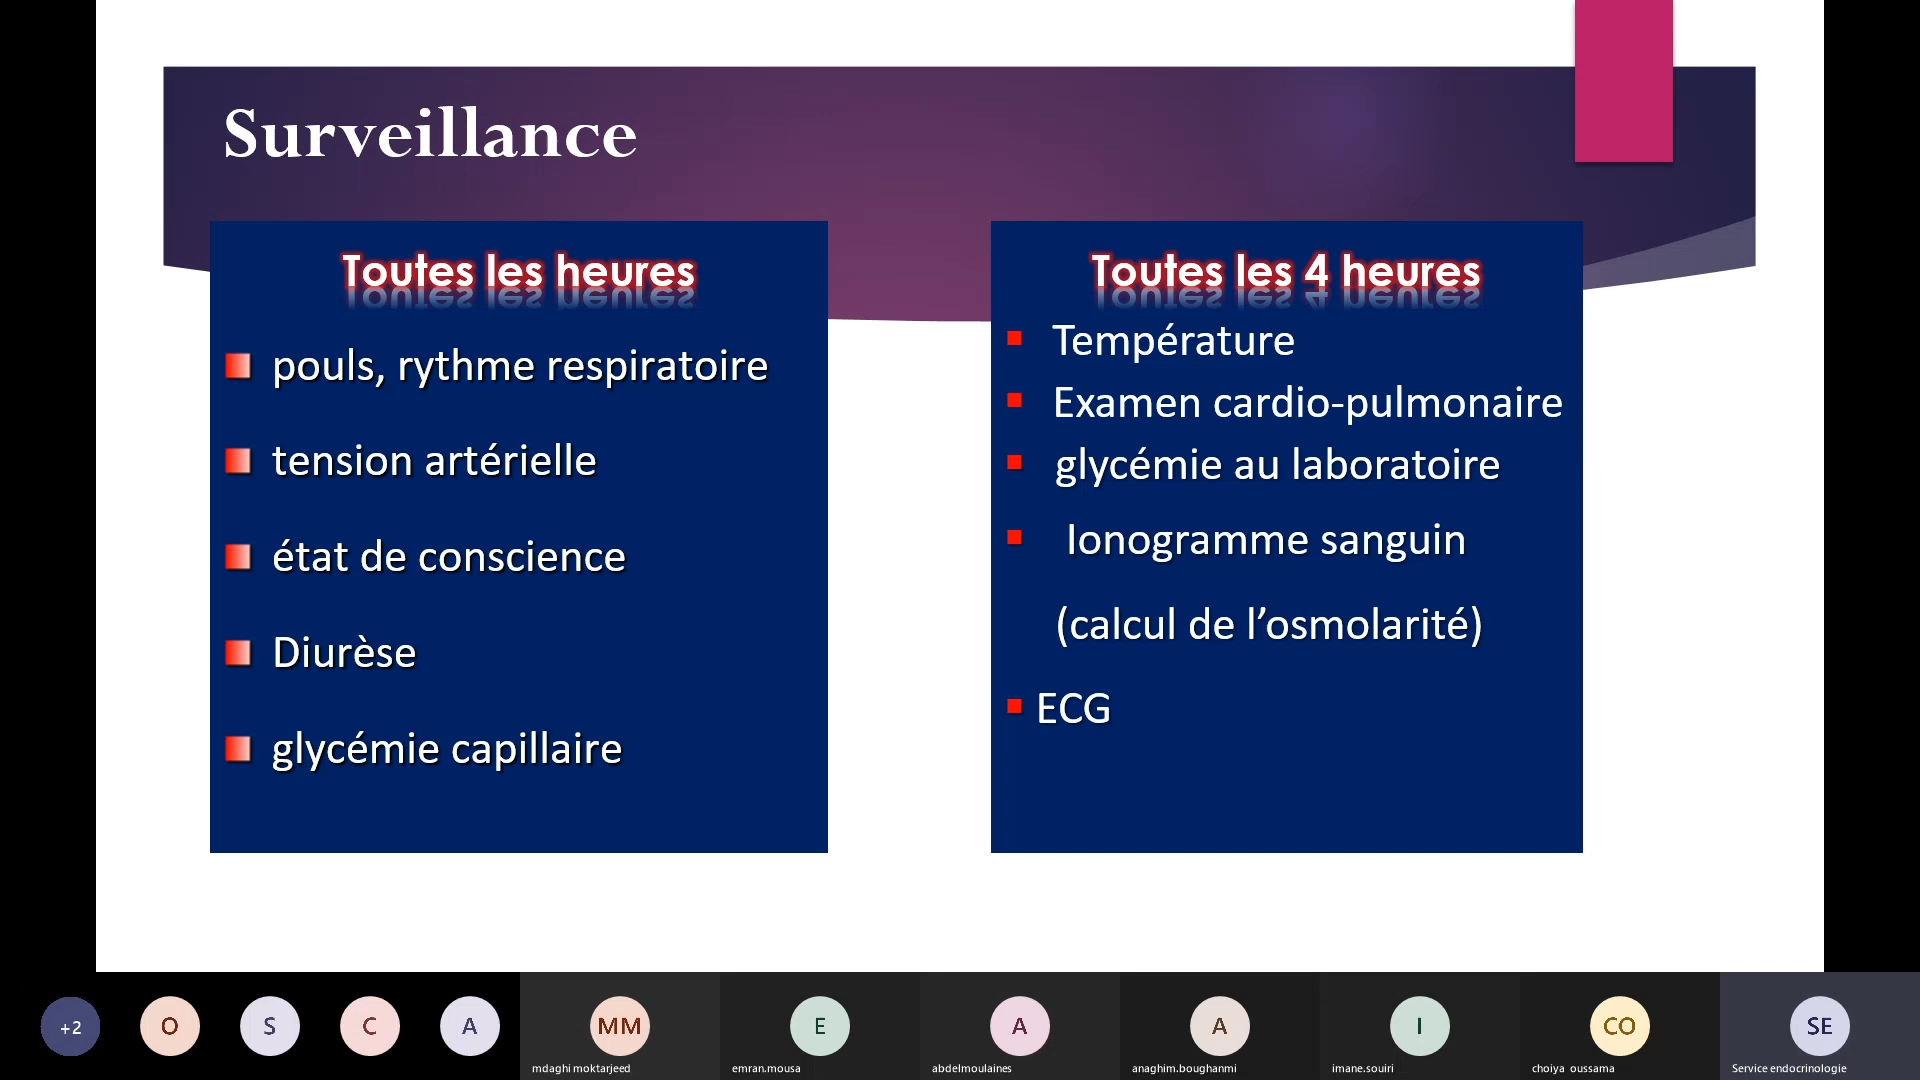 Surveillance
Toutes les heures
pouls, rythme respiratoire
tension artérielle
état de conscience
Diurèse
glycémie capillaire
Toutes les 4 heures
Température
Examen cardio-pulmonaire
glycémie au laboratoire
Ionogramme sanguin
(calcul de l’osmolarité)
ECG
+2
O
S
C
A
MM
E
A
A
I
CO
SE
mdaghi moktarjeed
emran.mousa
abdelmoulaines
anaghim.boughanmi
imane.souiri
choiya oussama
Service endocrinologie